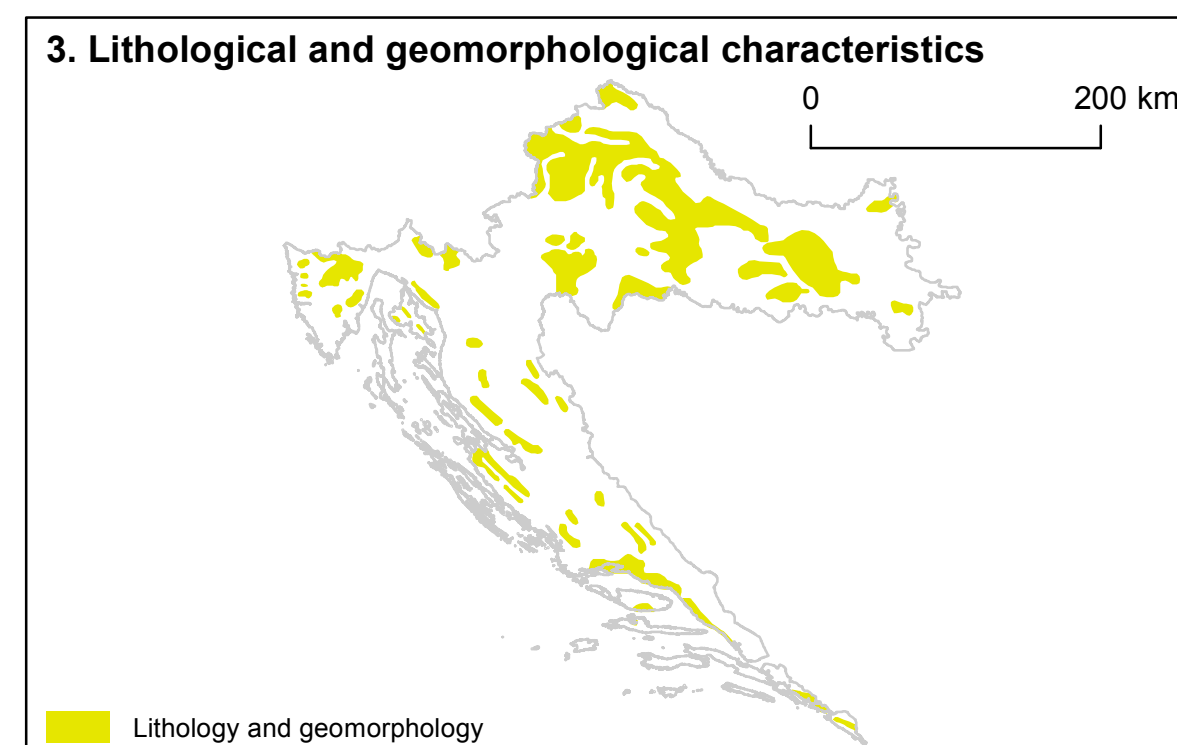 3. Lithological and geomorphological characteristics
0 200 km
Lithology and geomorphology